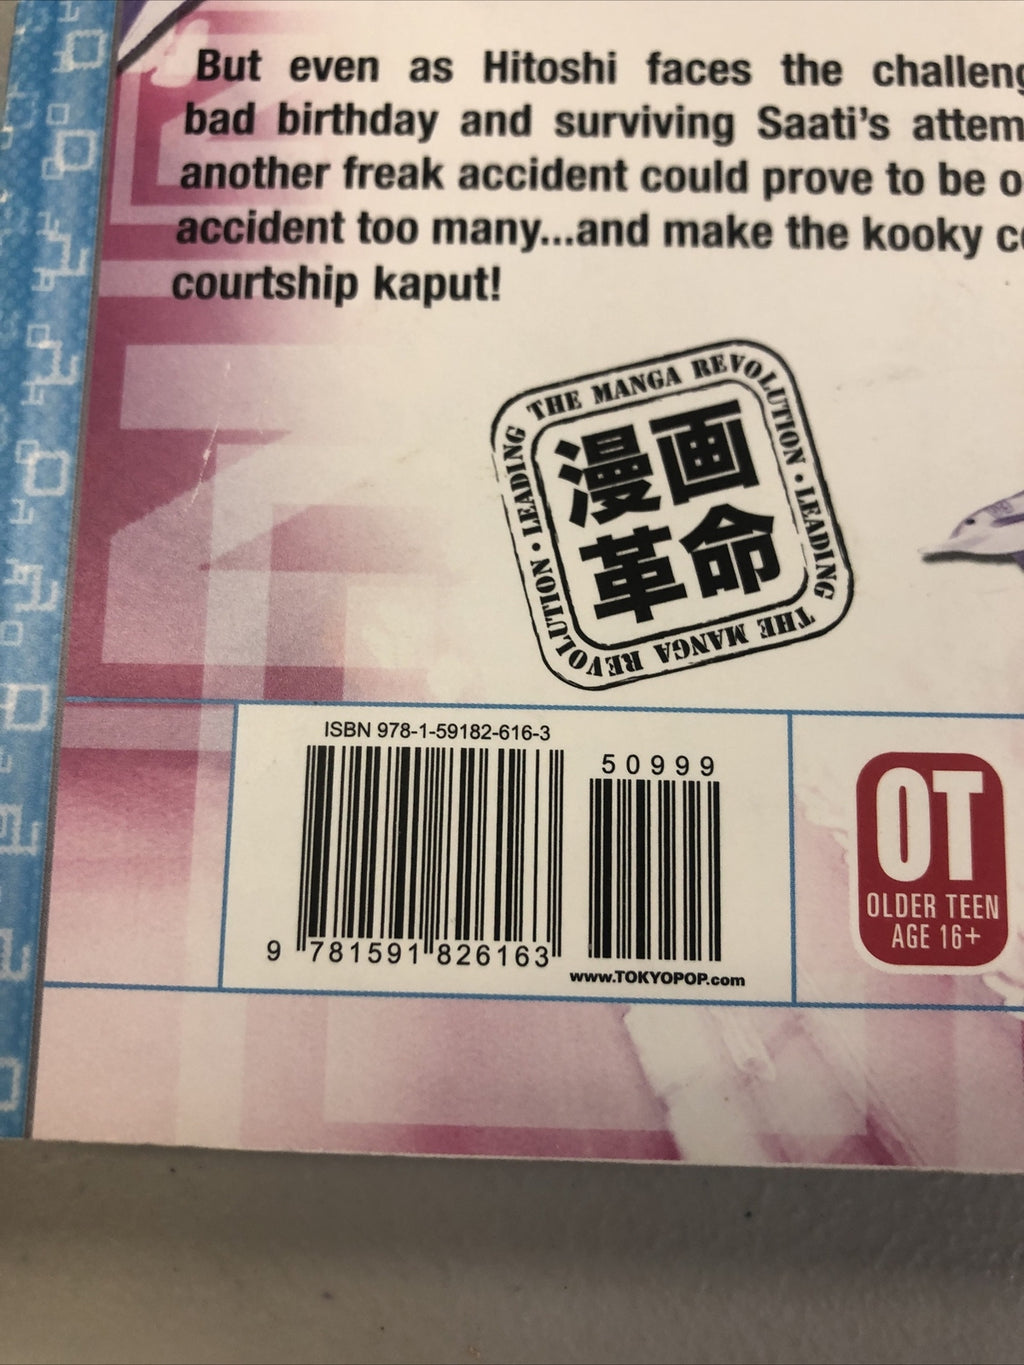 But even as Hitoshi faces the
bad birthday and surviving Saati's
another freak accident could prove to be
accident too many...and make the kooky
courtship kaput!
THE MANGA REVOLUTION • LEADING THE MANGA REVOLUTION • LEADING
漫画
革命
ISBN 978-1-59182-616-3
50999
9 781591 826163
www.TOKYOPOP.com
OT
OLDER TEEN
AGE 16+